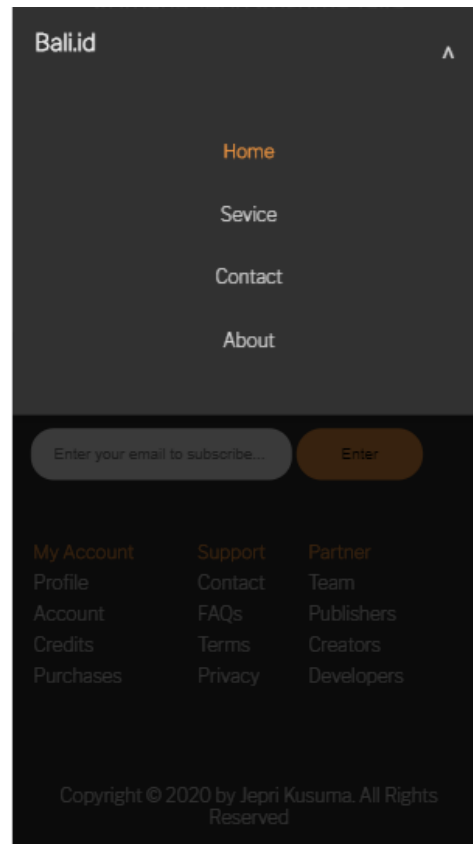 Bali.id
^
Home
Sevice
Contact
About
Enter your email to subscribe... Enter
My Account Support Partner
Profile Contact Team
Account FAQs Publishers
Credits Terms Creators
Purchases Privacy Developers
Copyright © 2020 by Jepri Kusuma. All Rights
Reserved